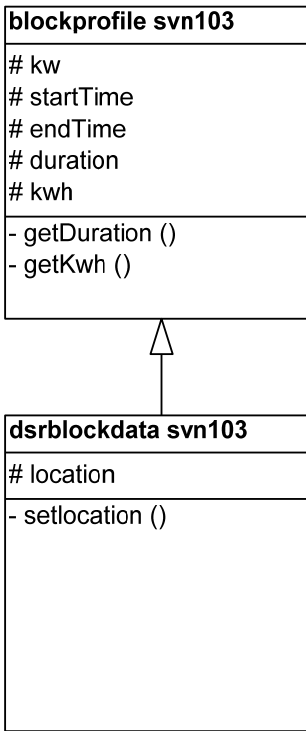 blockprofile svn103
# kw
# startTime
# endTime
# duration
# kwh
- getDuration ()
- getKwh ()
dsrblockdata svn103
# location
- setlocation ()